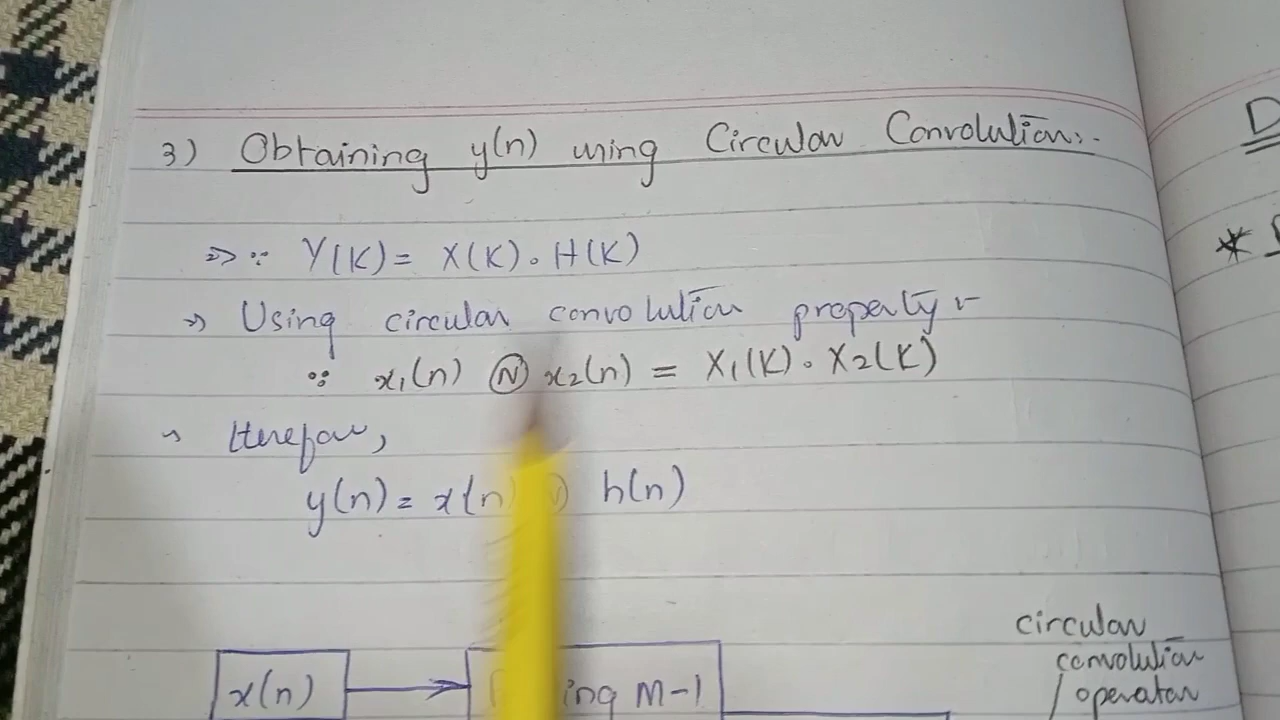 3) Obtaining y(n) using Circular Convolution:-
=> ∵ Y(K) = X(K) . H(K)
→ Using circular convolution property :-
∵ x₁(n) Ⓝ x₂(n) = X₁(K) . X₂(K)
→ therefore,
y(n) = x(n) h(n)
circular
convolution
operator
x(n)
ing M-1
D
*